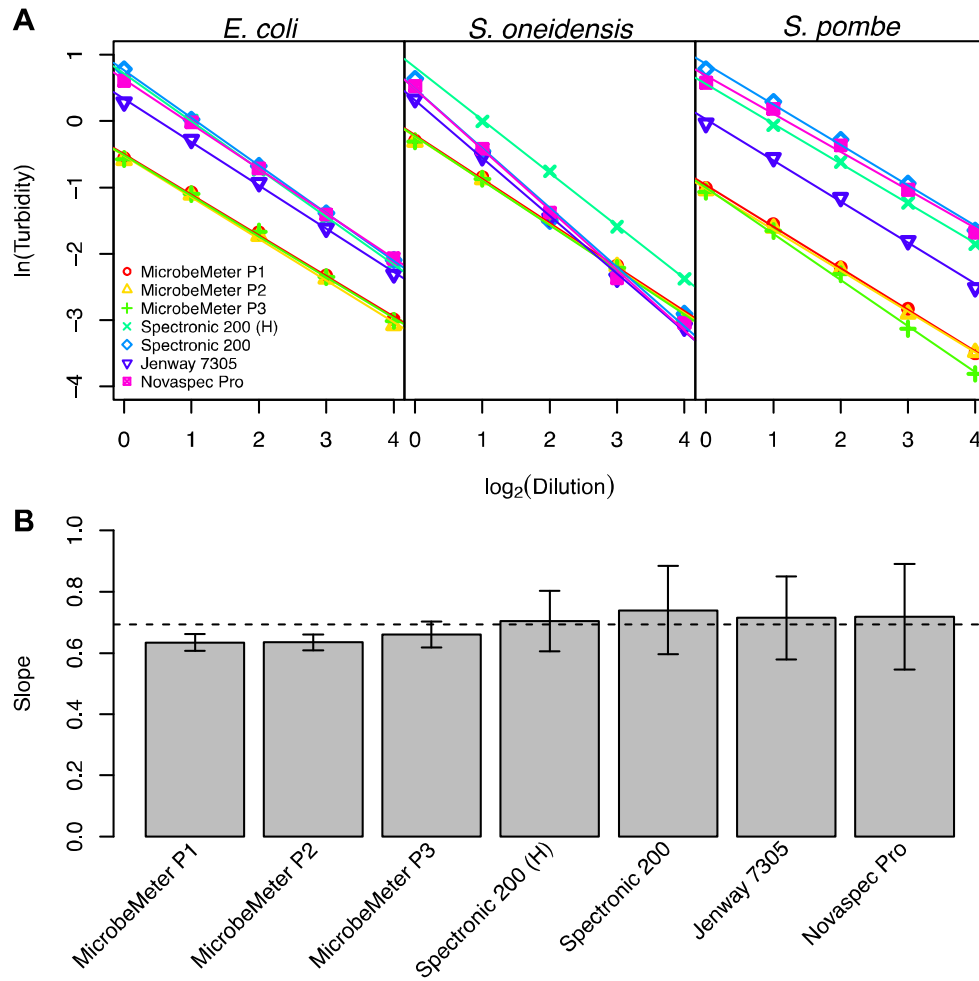 A
E. coli S. oneidensis S. pombe
ln(Turbidity)
1
0
−1
−2
−3
−4
MicrobeMeter P1
MicrobeMeter P2
MicrobeMeter P3
Spectronic 200 (H)
Spectronic 200
Jenway 7305
Novaspec Pro
0 1 2 3 4 0 1 2 3 4 0 1 2 3 4
log₂(Dilution)
B
Slope
1.0
0.8
0.6
0.4
0.2
0.0
MicrobeMeter P1
MicrobeMeter P2
MicrobeMeter P3
Spectronic 200 (H)
Spectronic 200
Jenway 7305
Novaspec Pro